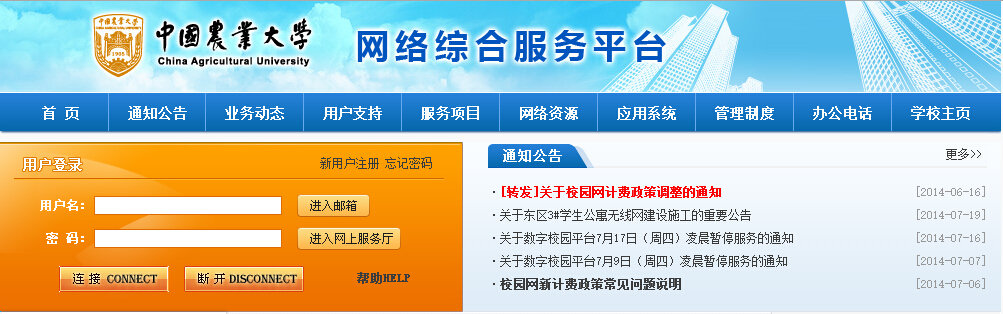 中国农业大学
China Agricultural University
1905
网络综合服务平台
首 页 通知公告 业务动态 用户支持 服务项目 网络资源 应用系统 管理制度 办公电话 学校主页
用户登录 新用户注册 忘记密码
用户名： 进入邮箱
密 码： 进入网上服务厅
连 接 CONNECT 断 开 DISCONNECT 帮助HELP
通知公告 更多>>
·[转发]关于校园网计费政策调整的通知 [2014-06-16]
·关于东区3#学生公寓无线网建设施工的重要公告 [2014-07-19]
·关于数字校园平台7月17日（周四）凌晨暂停服务的通知 [2014-07-16]
·关于数字校园平台7月9日（周四）凌晨暂停服务的通知 [2014-07-07]
·校园网新计费政策常见问题说明 [2014-07-06]